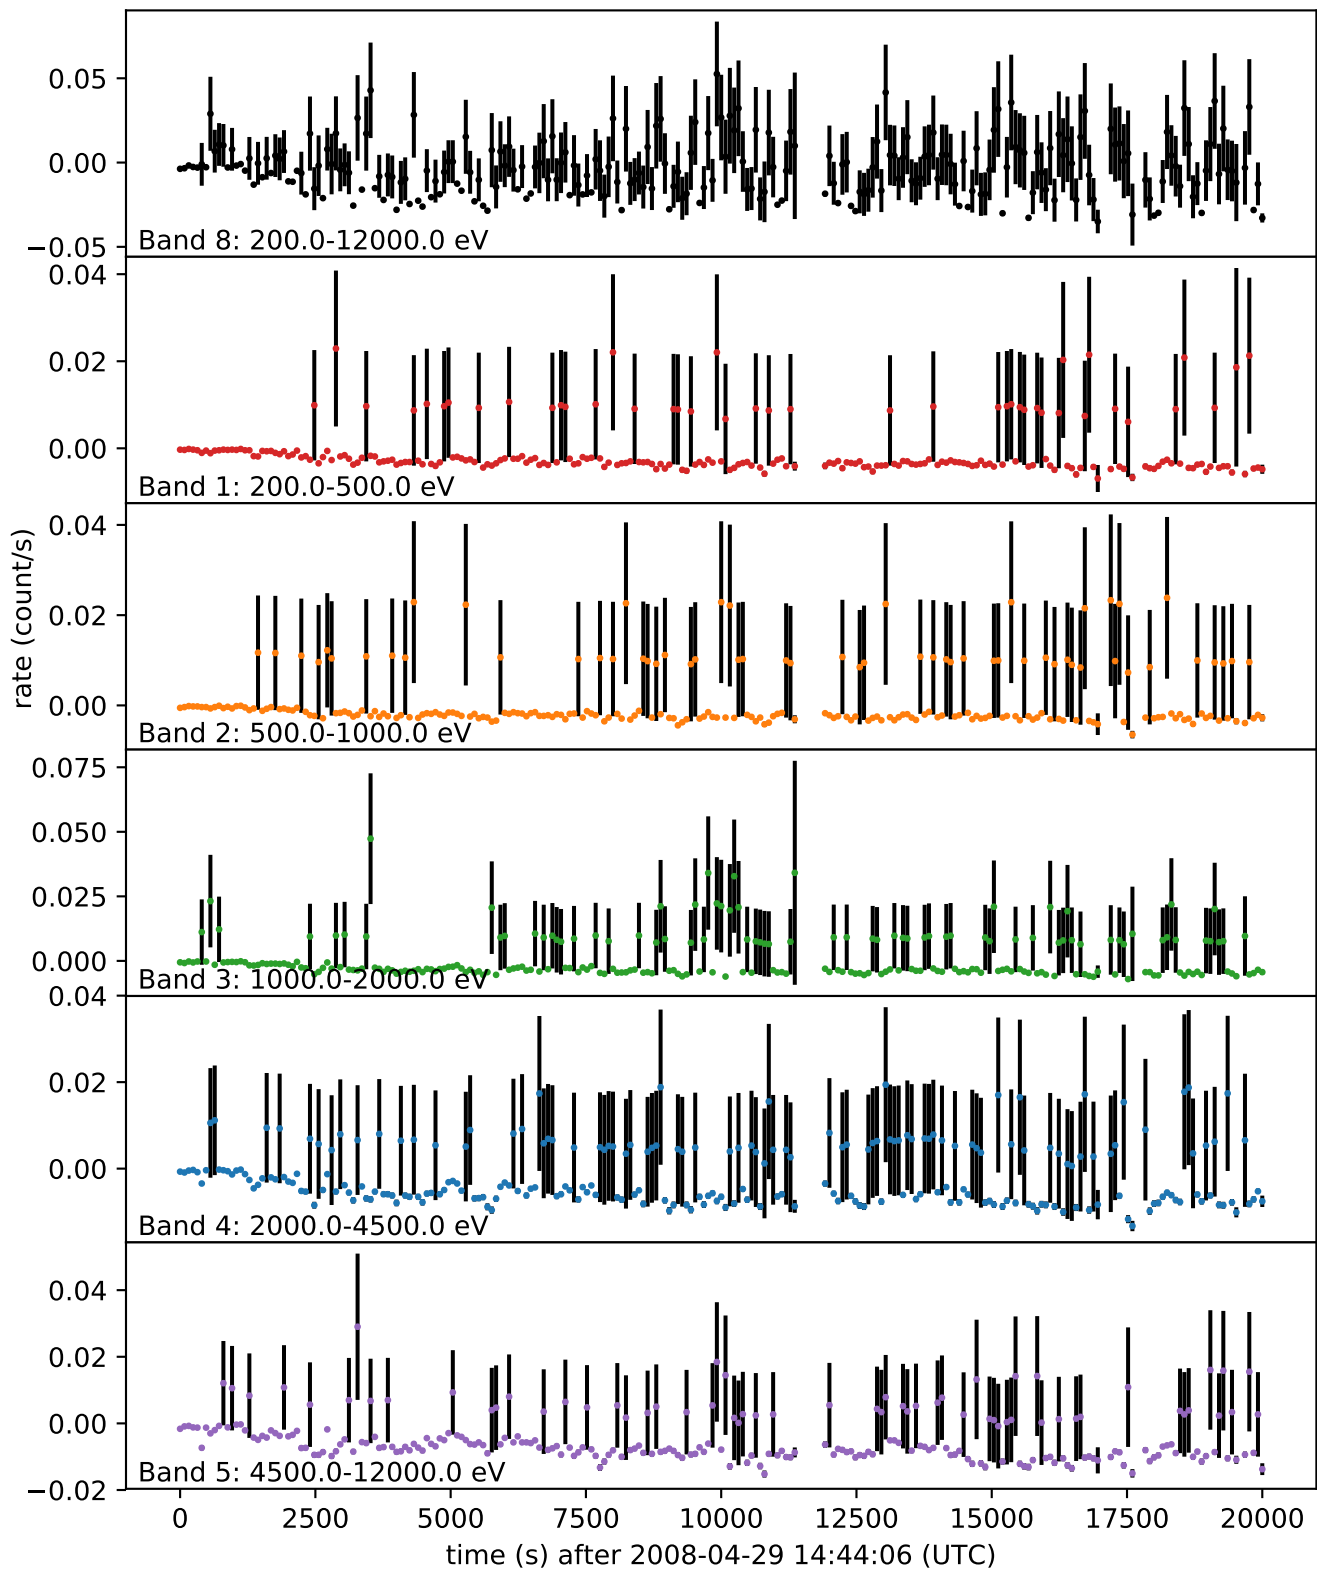 0.05
0.00
−0.05
Band 8: 200.0-12000.0 eV
0.04
0.02
0.00
Band 1: 200.0-500.0 eV
0.04
0.02
0.00
Band 2: 500.0-1000.0 eV
rate (count/s)
0.075
0.050
0.025
0.000
Band 3: 1000.0-2000.0 eV
0.04
0.02
0.00
Band 4: 2000.0-4500.0 eV
0.04
0.02
0.00
−0.02
Band 5: 4500.0-12000.0 eV
0 2500 5000 7500 10000 12500 15000 17500 20000
time (s) after 2008-04-29 14:44:06 (UTC)